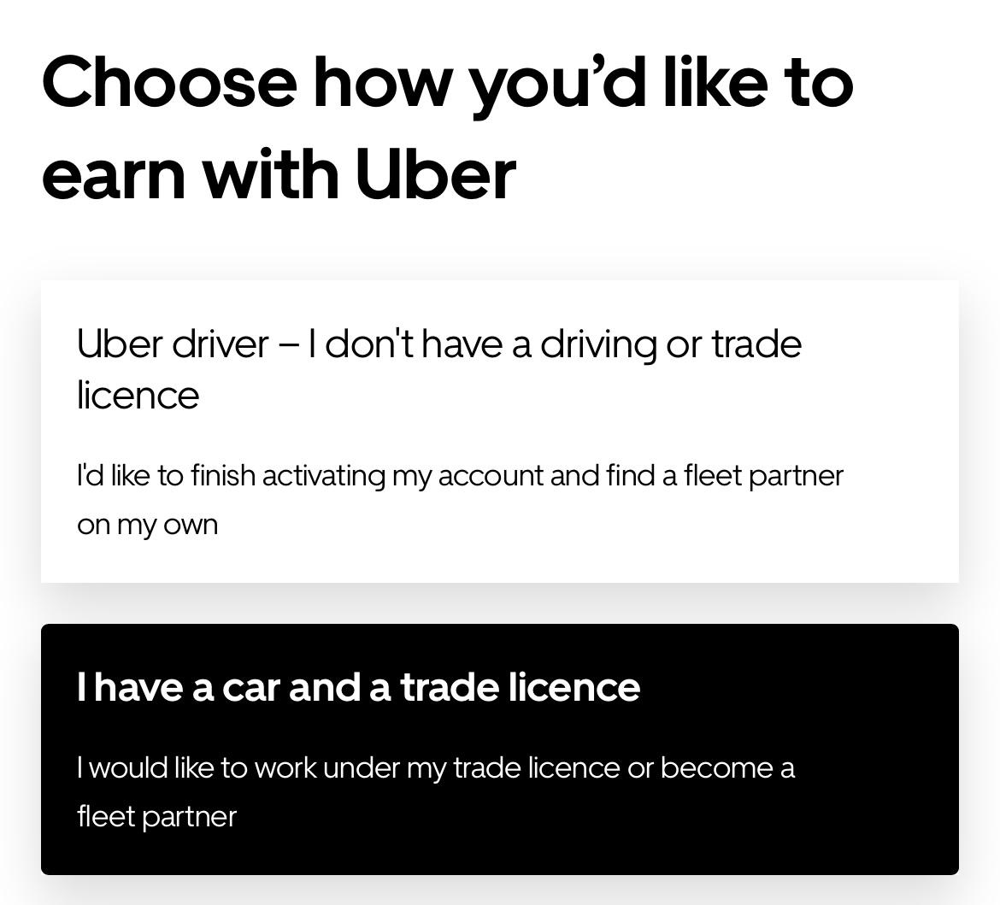 Choose how you’d like to
earn with Uber
Uber driver – I don't have a driving or trade
licence
I'd like to finish activating my account and find a fleet partner
on my own
I have a car and a trade licence
I would like to work under my trade licence or become a
fleet partner